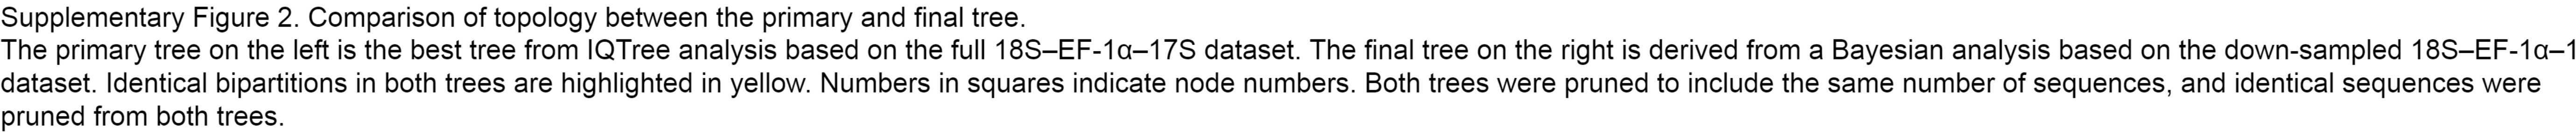 Supplementary Figure 2. Comparison of topology between the primary and final tree.
The primary tree on the left is the best tree from IQTree analysis based on the full 18S–EF-1α–17S dataset. The final tree on the right is derived from a Bayesian analysis based on the down-sampled 18S–EF-1α–1
dataset. Identical bipartitions in both trees are highlighted in yellow. Numbers in squares indicate node numbers. Both trees were pruned to include the same number of sequences, and identical sequences were
pruned from both trees.